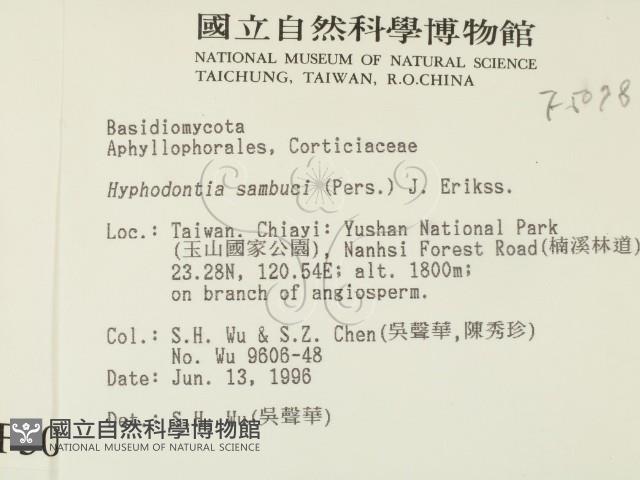 國立自然科學博物館
NATIONAL MUSEUM OF NATURAL SCIENCE
TAICHUNG, TAIWAN, R.O.CHINA
F5098
Basidiomycota
Aphyllophorales, Corticiaceae
Hyphodontia sambuci (Pers.) J. Erikss.
Loc.: Taiwan. Chiayi: Yushan National Park
(玉山國家公園), Nanhsi Forest Road(楠溪林道)
23.28N, 120.54E; alt. 1800m;
on branch of angiosperm.
Col.: S.H. Wu & S.Z. Chen(吳聲華,陳秀珍)
No. Wu 9606-48
Date: Jun. 13, 1996
Det.: S.H. Wu(吳聲華)
國立自然科學博物館
NATIONAL MUSEUM OF NATURAL SCIENCE